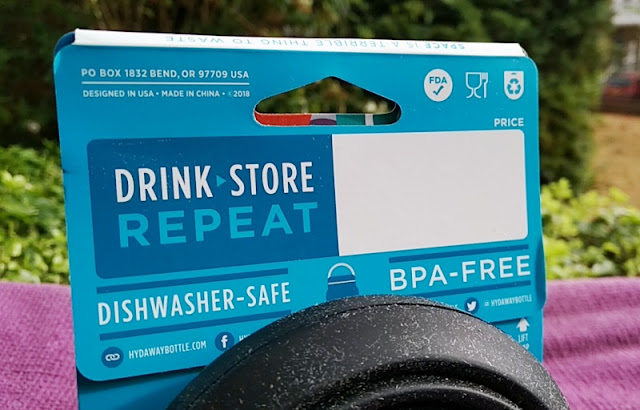 SPACE IS A TERRIBLE THING TO WASTE
PO BOX 1832 BEND, OR 97709 USA
DESIGNED IN USA • MADE IN CHINA • ©2018
FDA
PRICE
DRINK STORE
REPEAT
DISHWASHER-SAFE
BPA-FREE
HYDAWAYBOTTLE.COM
@ HYDAWAYBOTTLE
LIFT